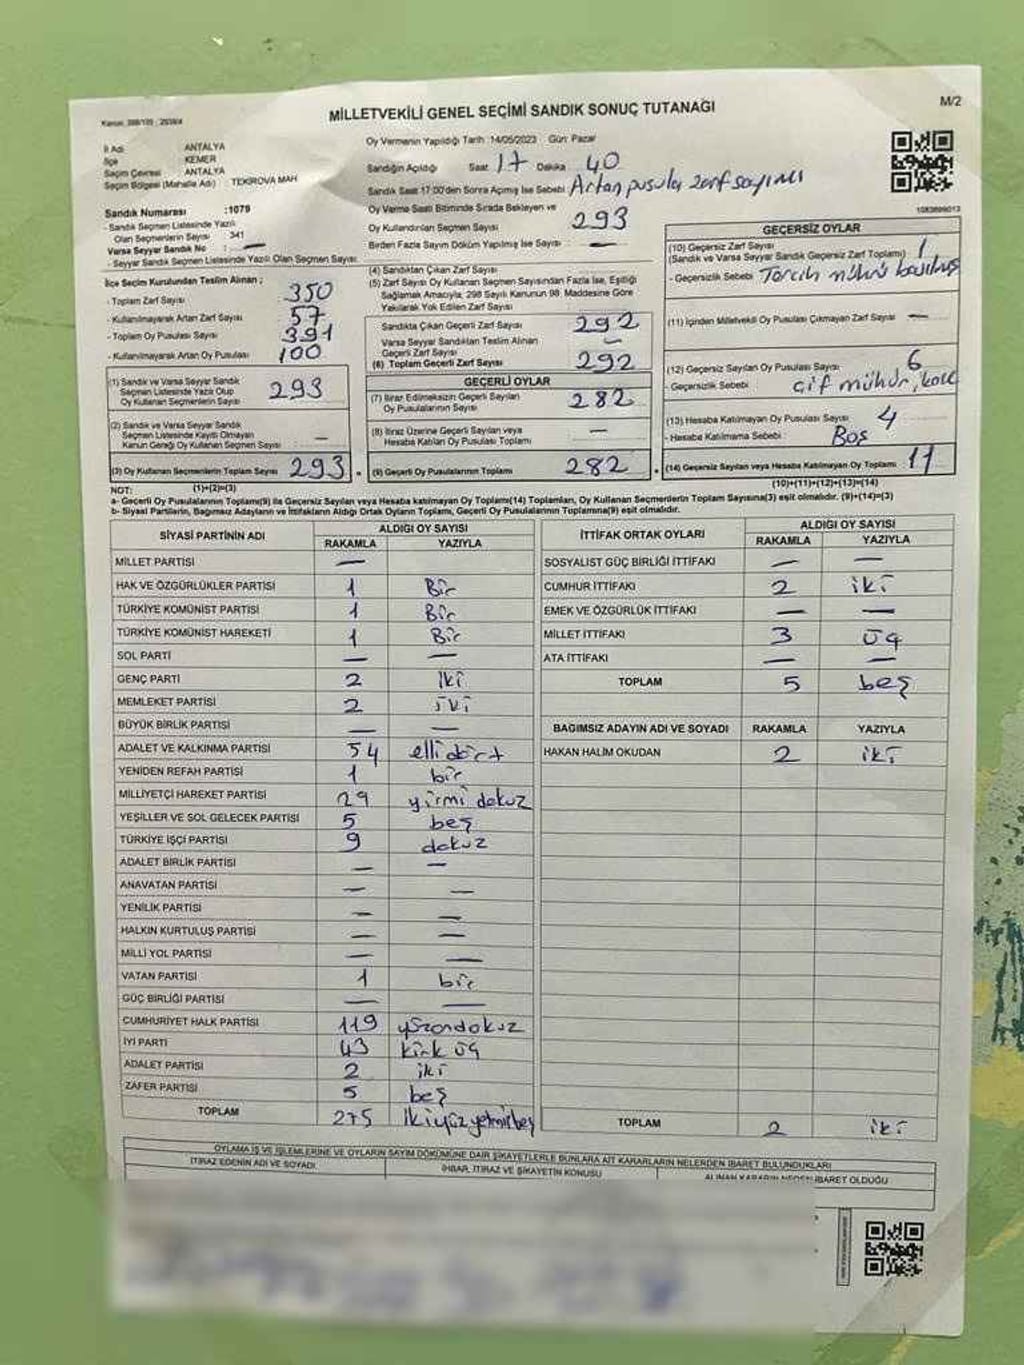 MİLLETVEKİLİ GENEL SEÇİMİ SANDIK SONUÇ TUTANAĞI
M/2
İl Adı ANTALYA
İlçe KEMER
Seçim Çevresi ANTALYA
Seçim Bölgesi (Mahalle Adı) TEKİROVA MAH
Sandık Numarası :1079
- Sandık Seçmen Listesinde Yazılı
Olan Seçmenlerin Sayısı 341
Varsa Seyyar Sandık No : —
- Seyyar Sandık Seçmen Listesinde Yazılı Olan Seçmen Sayısı:
Oy Vermenin Yapıldığı Tarih :14/05/2023 Gün: Pazar
Sandığın Açıldığı Saat 17 Dakika 40
Sandık Saat 17:00'den Sonra Açılmış İse Sebebi Artan pusula zarf sayımı
Oy Verme Saati Bitiminde Sırada Bekleyen ve
Oy Kullandırılan Seçmen Sayısı: 293
Birden Fazla Sayım Döküm Yapılmış İse Sayısı: —
1083899013
İlçe Seçim Kurulundan Teslim Alınan ;
- Toplam Zarf Sayısı 350
- Kullanılmayarak Artan Zarf Sayısı 57
- Toplam Oy Pusulası Sayısı 391
- Kullanılmayarak Artan Oy Pusulası 100
(1) Sandık ve Varsa Seyyar Sandık
Seçmen Listesinde Yazılı Olup
Oy Kullanan Seçmenlerin Sayısı 293
(2) Sandık ve Varsa Seyyar Sandık
Seçmen Listesinde Kayıtlı Olmayan
Kanun Gereği Oy Kullanan Seçmen Sayısı —
(3) Oy Kullanan Seçmenlerin Toplam Sayısı 293
(1)+(2)=(3)
(4) Sandıktan Çıkan Zarf Sayısı
(5) Zarf Sayısı Oy Kullanan Seçmen Sayısından Fazla İse, Eşitliği
Sağlamak Amacıyla, 298 Sayılı Kanunun 98. Maddesine Göre
Yakılarak Yok Edilen Zarf Sayısı
Sandıkta Çıkan Geçerli Zarf Sayısı 292
Varsa Seyyar Sandıktan Teslim Alınan
Geçerli Zarf Sayısı —
(6) Toplam Geçerli Zarf Sayısı 292
GEÇERLİ OYLAR
(7) İtiraz Edilmeksizin Geçerli Sayılan
Oy Pusulalarının Sayısı 282
(8) İtiraz Üzerine Geçerli Sayılan veya
Hesaba Katılan Oy Pusulası Toplamı —
(9) Geçerli Oy Pusulalarının Toplamı 282
GEÇERSİZ OYLAR
(10) Geçersiz Zarf Sayısı
(Sandık ve Varsa Seyyar Sandık Geçersiz Zarf Toplamı) 1
- Geçersizlik Sebebi Tercih mührü basılmış
(11) İçinden Milletvekili Oy Pusulası Çıkmayan Zarf Sayısı —
(12) Geçersiz Sayılan Oy Pusulası Sayısı 6
- Geçersizlik Sebebi çift mühür,
(13) Hesaba Katılmayan Oy Pusulası Sayısı 4
- Hesaba Katılmama Sebebi Boş
(14) Geçersiz Sayılan veya Hesaba Katılmayan Oy Toplamı 11
(10)+(11)+(12)+(13)=(14)
NOT:
a- Geçerli Oy Pusulalarının Toplamı(9) ile Geçersiz Sayılan veya Hesaba katılmayan Oy Toplamı(14) Toplamları, Oy Kullanan Seçmenlerin Toplam Sayısına(3) eşit olmalıdır. (9)+(14)=(3)
b- Siyasi Partilerin, Bağımsız Adayların ve İttifakların Aldığı Ortak Oyların Toplamı, Geçerli Oy Pusulalarının Toplamına(9) eşit olmalıdır.
SİYASİ PARTİNİN ADI ALDIĞI OY SAYISI
RAKAMLA YAZIYLA
MİLLET PARTİSİ —
HAK VE ÖZGÜRLÜKLER PARTİSİ 1 Bir
TÜRKİYE KOMÜNİST PARTİSİ 1 Bir
TÜRKİYE KOMÜNİST HAREKETİ 1 Bir
SOL PARTİ — —
GENÇ PARTİ 2 iki
MEMLEKET PARTİSİ 2 iki
BÜYÜK BİRLİK PARTİSİ — —
ADALET VE KALKINMA PARTİSİ 54 elli dört
YENİDEN REFAH PARTİSİ 1 bir
MİLLİYETÇİ HAREKET PARTİSİ 29 yirmi dokuz
YEŞİLLER VE SOL GELECEK PARTİSİ 5 beş
TÜRKİYE İŞÇİ PARTİSİ 9 dokuz
ADALET BİRLİK PARTİSİ — —
ANAVATAN PARTİSİ — —
YENİLİK PARTİSİ — —
HALKIN KURTULUŞ PARTİSİ — —
MİLLİ YOL PARTİSİ — —
VATAN PARTİSİ 1 bir
GÜÇ BİRLİĞİ PARTİSİ — —
CUMHURİYET HALK PARTİSİ 119 yüzondokuz
İYİ PARTİ 43 kırk üç
ADALET PARTİSİ 2 iki
ZAFER PARTİSİ 5 beş
TOPLAM 275 ikiyüzyetmişbeş
İTTİFAK ORTAK OYLARI ALDIĞI OY SAYISI
RAKAMLA YAZIYLA
SOSYALİST GÜÇ BİRLİĞİ İTTİFAKI — —
CUMHUR İTTİFAKI 2 iki
EMEK VE ÖZGÜRLÜK İTTİFAKI — —
MİLLET İTTİFAKI 3 üç
ATA İTTİFAKI — —
TOPLAM 5 beş
BAĞIMSIZ ADAYIN ADI VE SOYADI RAKAMLA YAZIYLA
HAKAN HALİM OKUDAN 2 iki
TOPLAM 2 iki
OYLAMA İŞ VE İŞLEMLERİNE VE OYLARIN SAYIM DÖKÜMÜNE DAİR ŞİKAYETLERLE BUNLARA AİT KARARLARIN NELERDEN İBARET BULUNDUKLARI
İTİRAZ EDENİN ADI VE SOYADI İHBAR, İTİRAZ VE ŞİKAYETİN KONUSU ALINAN KARARIN NEDEN İBARET OLDUĞU